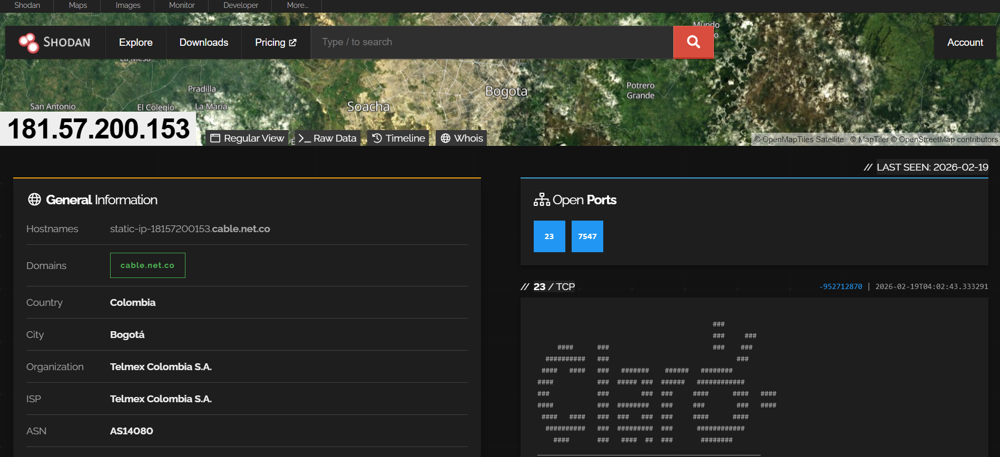 Shodan Maps Images Monitor Developer More...
Mundo
o
SHODAN Explore Downloads Pricing Type / to search Account
La Mesa
Pradilla Bogota Potrero
Grande
San Antonio El Colegio La María Soacha
181.57.200.153 Regular View Raw Data Timeline Whois
© OpenMapTiles Satellite © MapTiler © OpenStreetMap contributors
// LAST SEEN: 2026-02-19
General Information
Hostnames static-ip-18157200153.cable.net.co
Domains cable.net.co
Country Colombia
City Bogotá
Organization Telmex Colombia S.A.
ISP Telmex Colombia S.A.
ASN AS14080
Open Ports
23 7547
// 23 / TCP -952712870 | 2026-02-19T04:02:43.333291
###
### ###
#### ### ### ###
########## ### ###
#### #### ### ####### ###### ########
#### ### ##### ### ###### ############
### ### ### ### #### #### ####
#### ### ######## ### ### ### ####
#### #### ### ### ### ### #### ####
########## ### ######### ### ############
#### ### #### ## ### ########